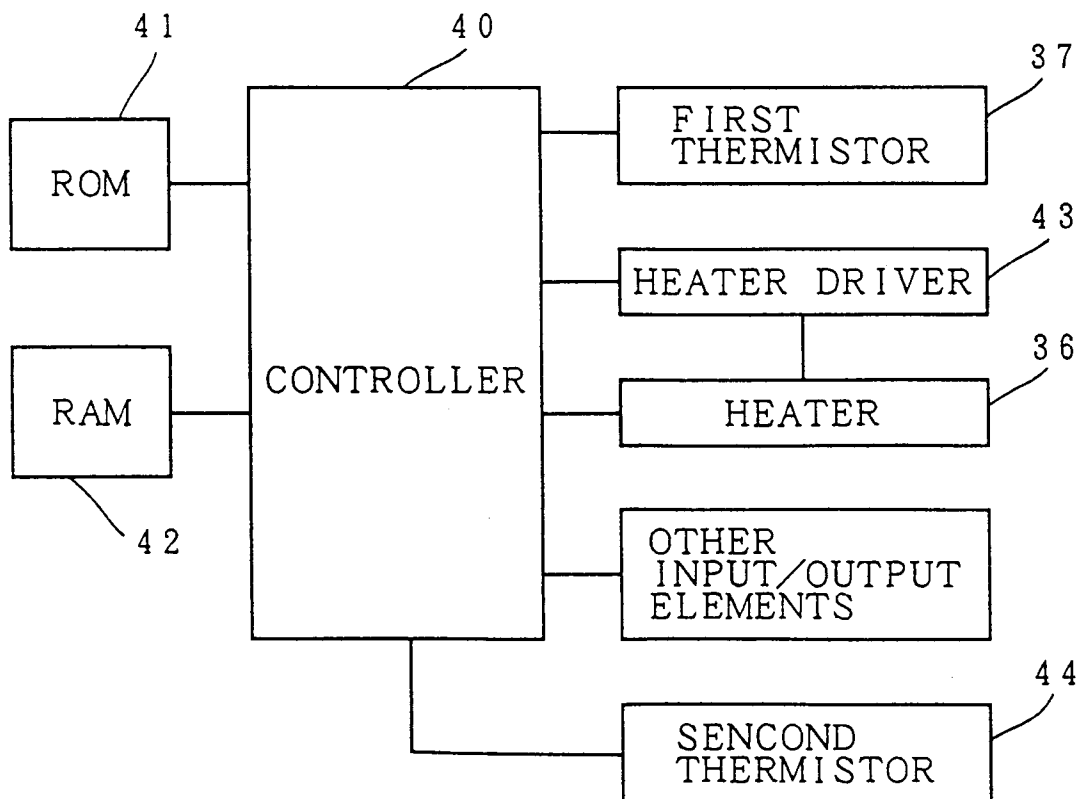 41
40
37
ROM
FIRST
THERMISTOR
43
HEATER DRIVER
RAM
CONTROLLER
36
HEATER
42
OTHER
INPUT/OUTPUT
ELEMENTS
44
SENCOND
THERMISTOR